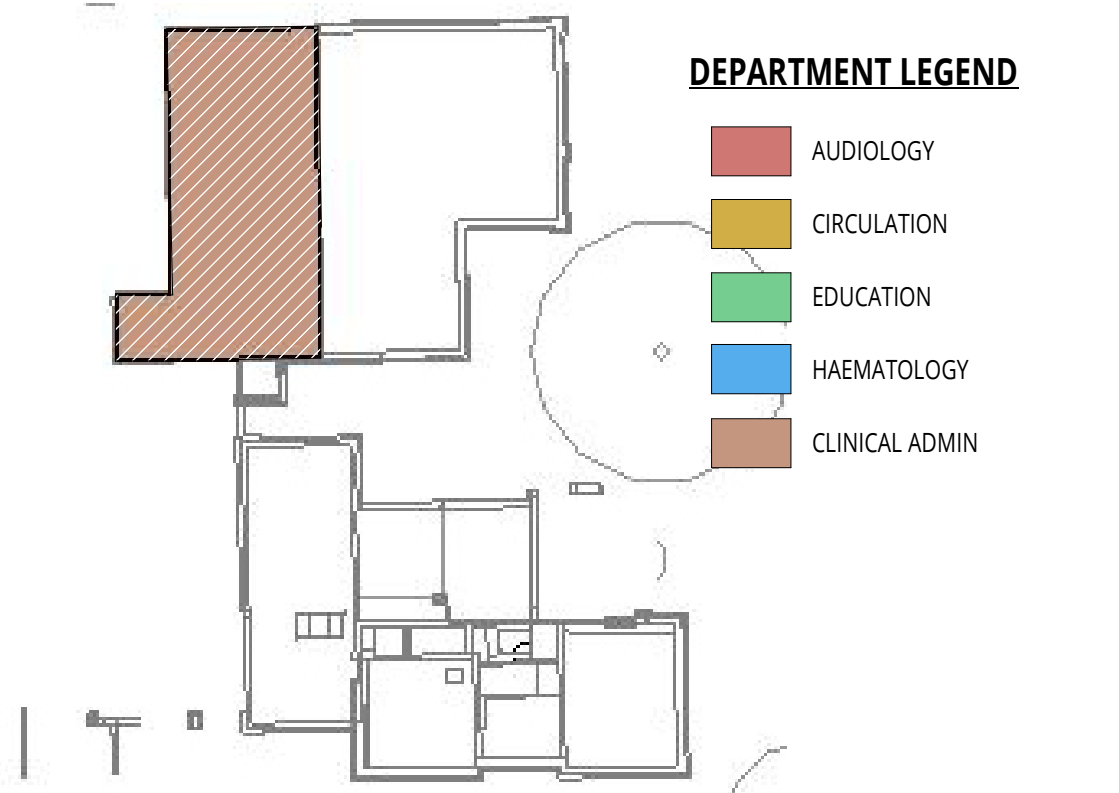 DEPARTMENT LEGEND
AUDIOLOGY
CIRCULATION
EDUCATION
HAEMATOLOGY
CLINICAL ADMIN